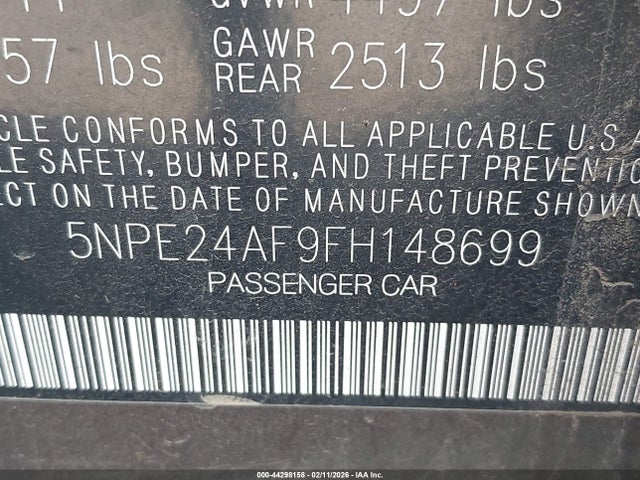 GVWR 4497 lbs
57 lbs GAWR REAR 2513 lbs
CLE CONFORMS TO ALL APPLICABLE U.S
LE SAFETY, BUMPER, AND THEFT PREVENTION
ECT ON THE DATE OF MANUFACTURE SHOWN
5NPE24AF9FH148699
PASSENGER CAR
000-44298158 - 02/11/2026 - IAA Inc.